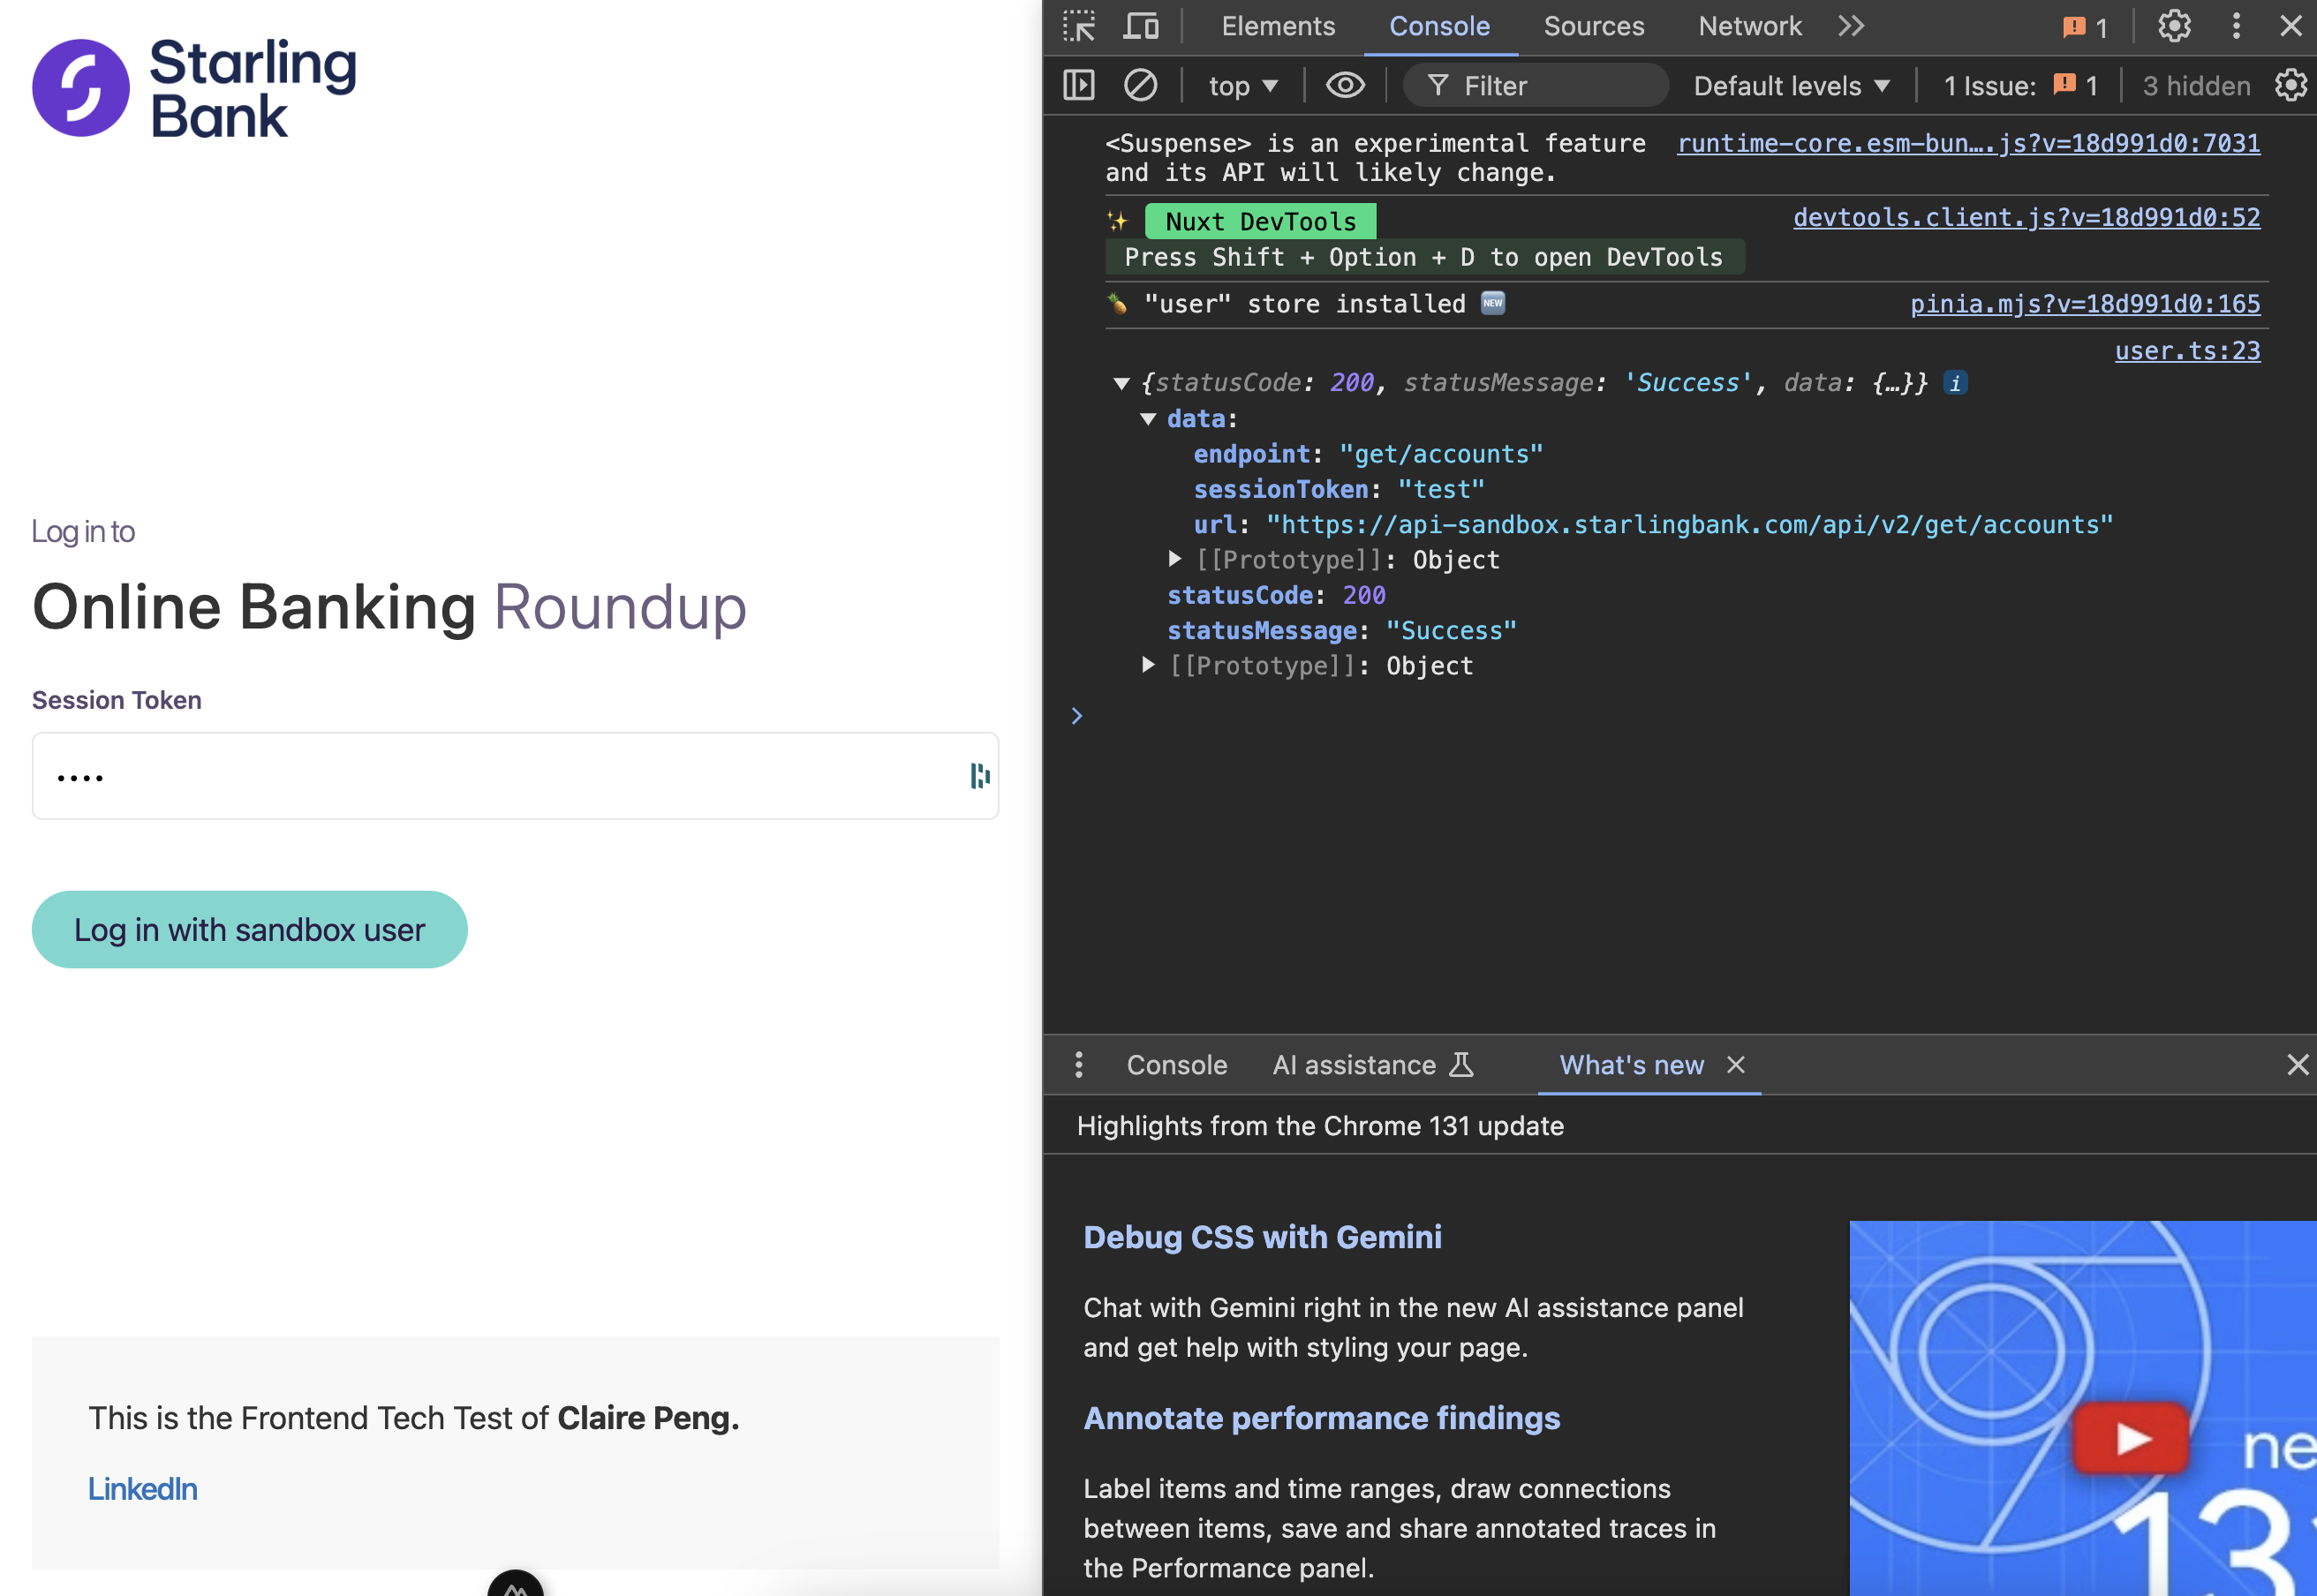 Starling
Bank
Log in to
Online Banking Roundup
Session Token
••••
Log in with sandbox user
This is the Frontend Tech Test of Claire Peng.
LinkedIn
Elements Console Sources Network 1
top Filter Default levels 1 Issue: 1 3 hidden
<Suspense> is an experimental feature runtime-core.esm-bun….js?v=18d991d0:7031
and its API will likely change.
✨ Nuxt DevTools devtools.client.js?v=18d991d0:52
Press Shift + Option + D to open DevTools
🍍 "user" store installed 🆕 pinia.mjs?v=18d991d0:165
user.ts:23
▼ {statusCode: 200, statusMessage: 'Success', data: {…}} i
▼ data:
endpoint: "get/accounts"
sessionToken: "test"
url: "https://api-sandbox.starlingbank.com/api/v2/get/accounts"
▶ [[Prototype]]: Object
statusCode: 200
statusMessage: "Success"
▶ [[Prototype]]: Object
Console AI assistance What's new
Highlights from the Chrome 131 update
Debug CSS with Gemini
Chat with Gemini right in the new AI assistance panel
and get help with styling your page.
Annotate performance findings
Label items and time ranges, draw connections
between items, save and share annotated traces in
the Performance panel.
ne
131